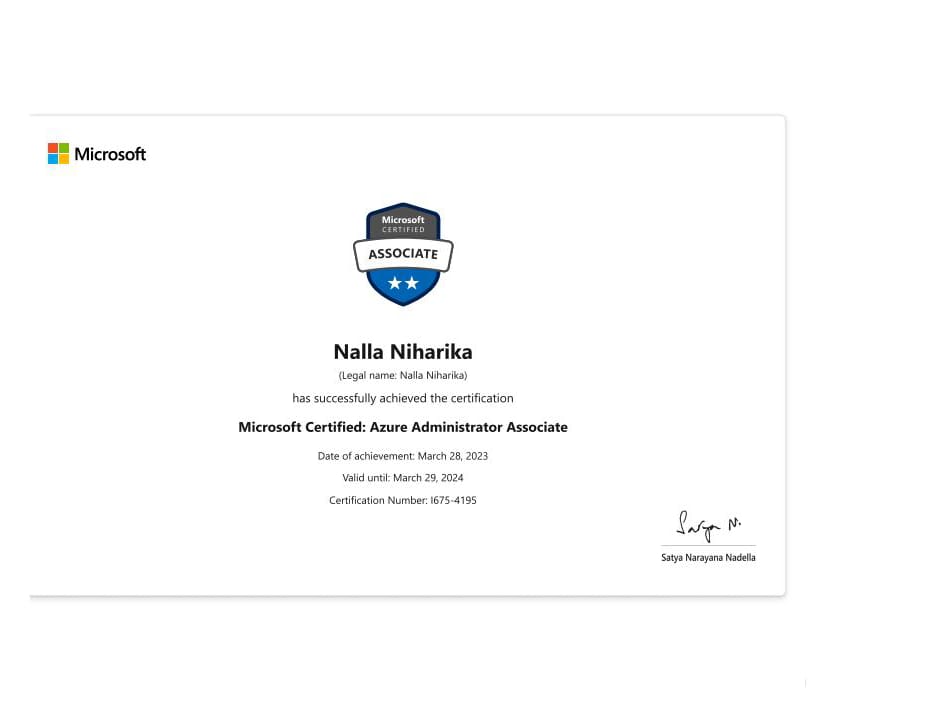 Microsoft
Microsoft
CERTIFIED
ASSOCIATE
Nalla Niharika
(Legal name: Nalla Niharika)
has successfully achieved the certification
Microsoft Certified: Azure Administrator Associate
Date of achievement: March 28, 2023
Valid until: March 29, 2024
Certification Number: I675-4195
Satya N.
Satya Narayana Nadella